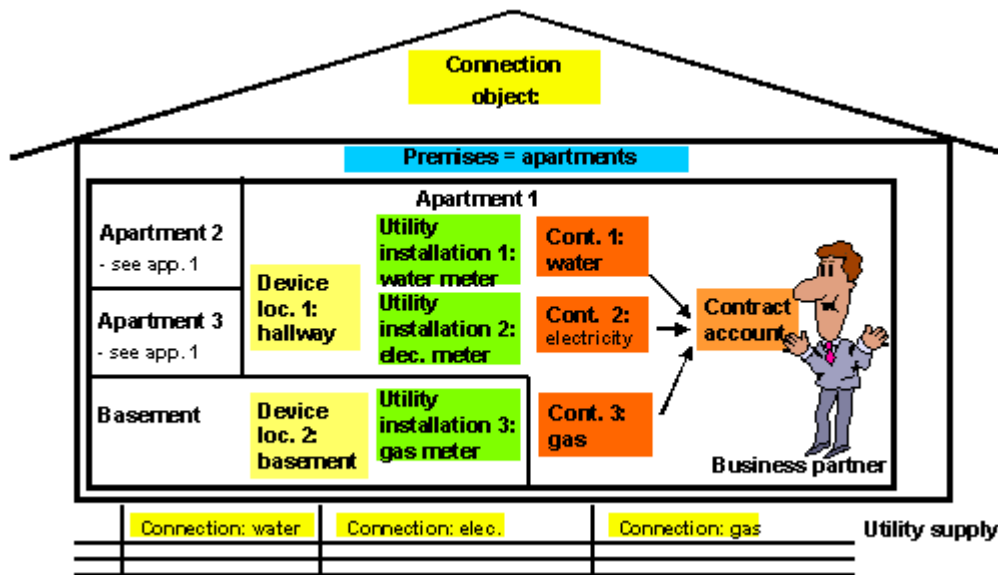 Connection
object:
Premises = apartments
Apartment 1
Apartment 2
- see app. 1
Apartment 3
- see app. 1
Device
loc. 1:
hallway
Utility
installation 1:
water meter
Utility
installation 2:
elec. meter
Cont. 1:
water
Cont. 2:
electricity
Contract
account
Basement
Device
loc. 2:
basement
Utility
installation 3:
gas meter
Cont. 3:
gas
Business partner
Connection: water
Connection: elec.
Connection: gas
Utility supply